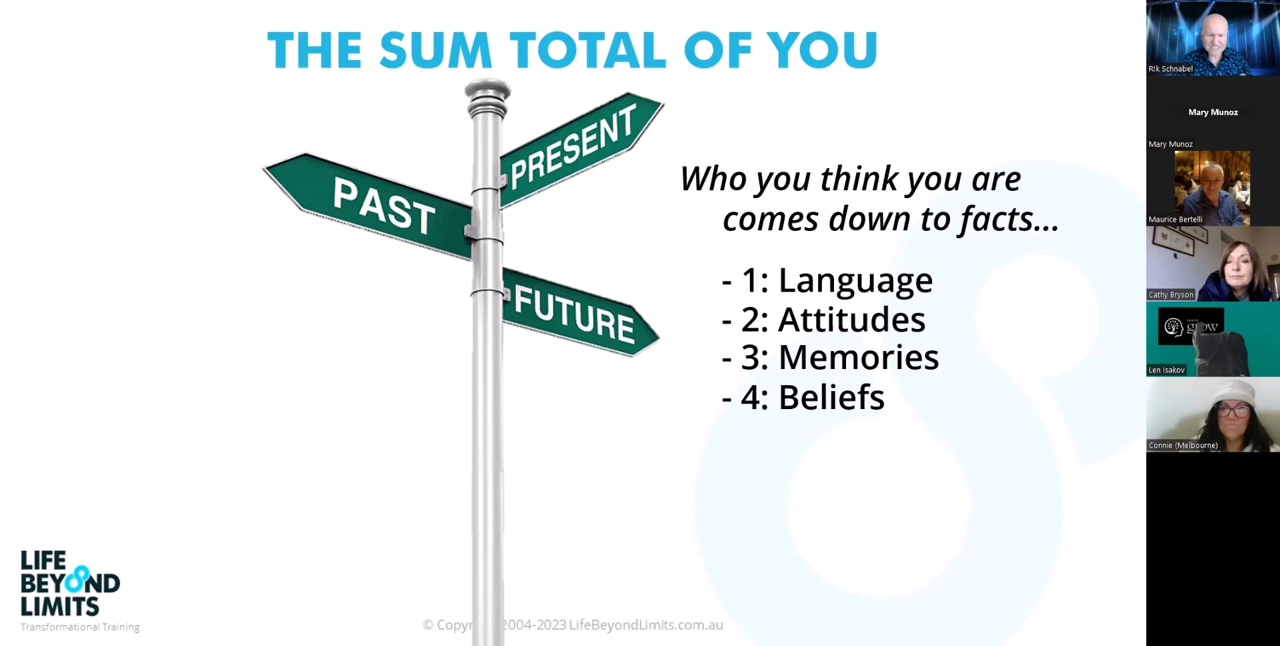 THE SUM TOTAL OF YOU
PRESENT
PAST
FUTURE
Who you think you are
comes down to facts...
- 1: Language
- 2: Attitudes
- 3: Memories
- 4: Beliefs
LIFE
BEYOND
LIMITS
Transformational Training
© 2004-2023 LifeBeyondLimits.com.au
Rik Schnabel
Mary Munoz
Mary Munoz
Maurice Bertelli
Cathy Bryson
grow
Len Isakov
Connie (Melbourne)